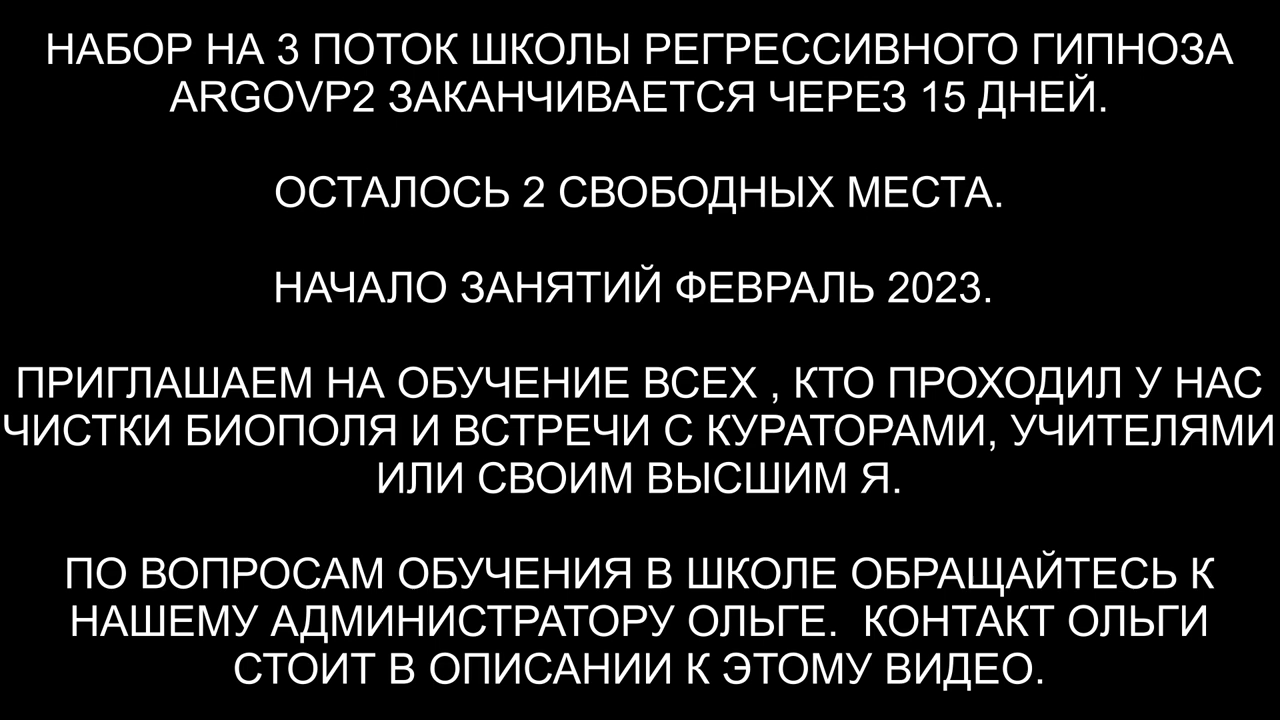 НАБОР НА 3 ПОТОК ШКОЛЫ РЕГРЕССИВНОГО ГИПНОЗА
ARGOVP2 ЗАКАНЧИВАЕТСЯ ЧЕРЕЗ 15 ДНЕЙ.
ОСТАЛОСЬ 2 СВОБОДНЫХ МЕСТА.
НАЧАЛО ЗАНЯТИЙ ФЕВРАЛЬ 2023.
ПРИГЛАШАЕМ НА ОБУЧЕНИЕ ВСЕХ , КТО ПРОХОДИЛ У НАС
ЧИСТКИ БИОПОЛЯ И ВСТРЕЧИ С КУРАТОРАМИ, УЧИТЕЛЯМИ
ИЛИ СВОИМ ВЫСШИМ Я.
ПО ВОПРОСАМ ОБУЧЕНИЯ В ШКОЛЕ ОБРАЩАЙТЕСЬ К
НАШЕМУ АДМИНИСТРАТОРУ ОЛЬГЕ.  КОНТАКТ ОЛЬГИ
СТОИТ В ОПИСАНИИ К ЭТОМУ ВИДЕО.